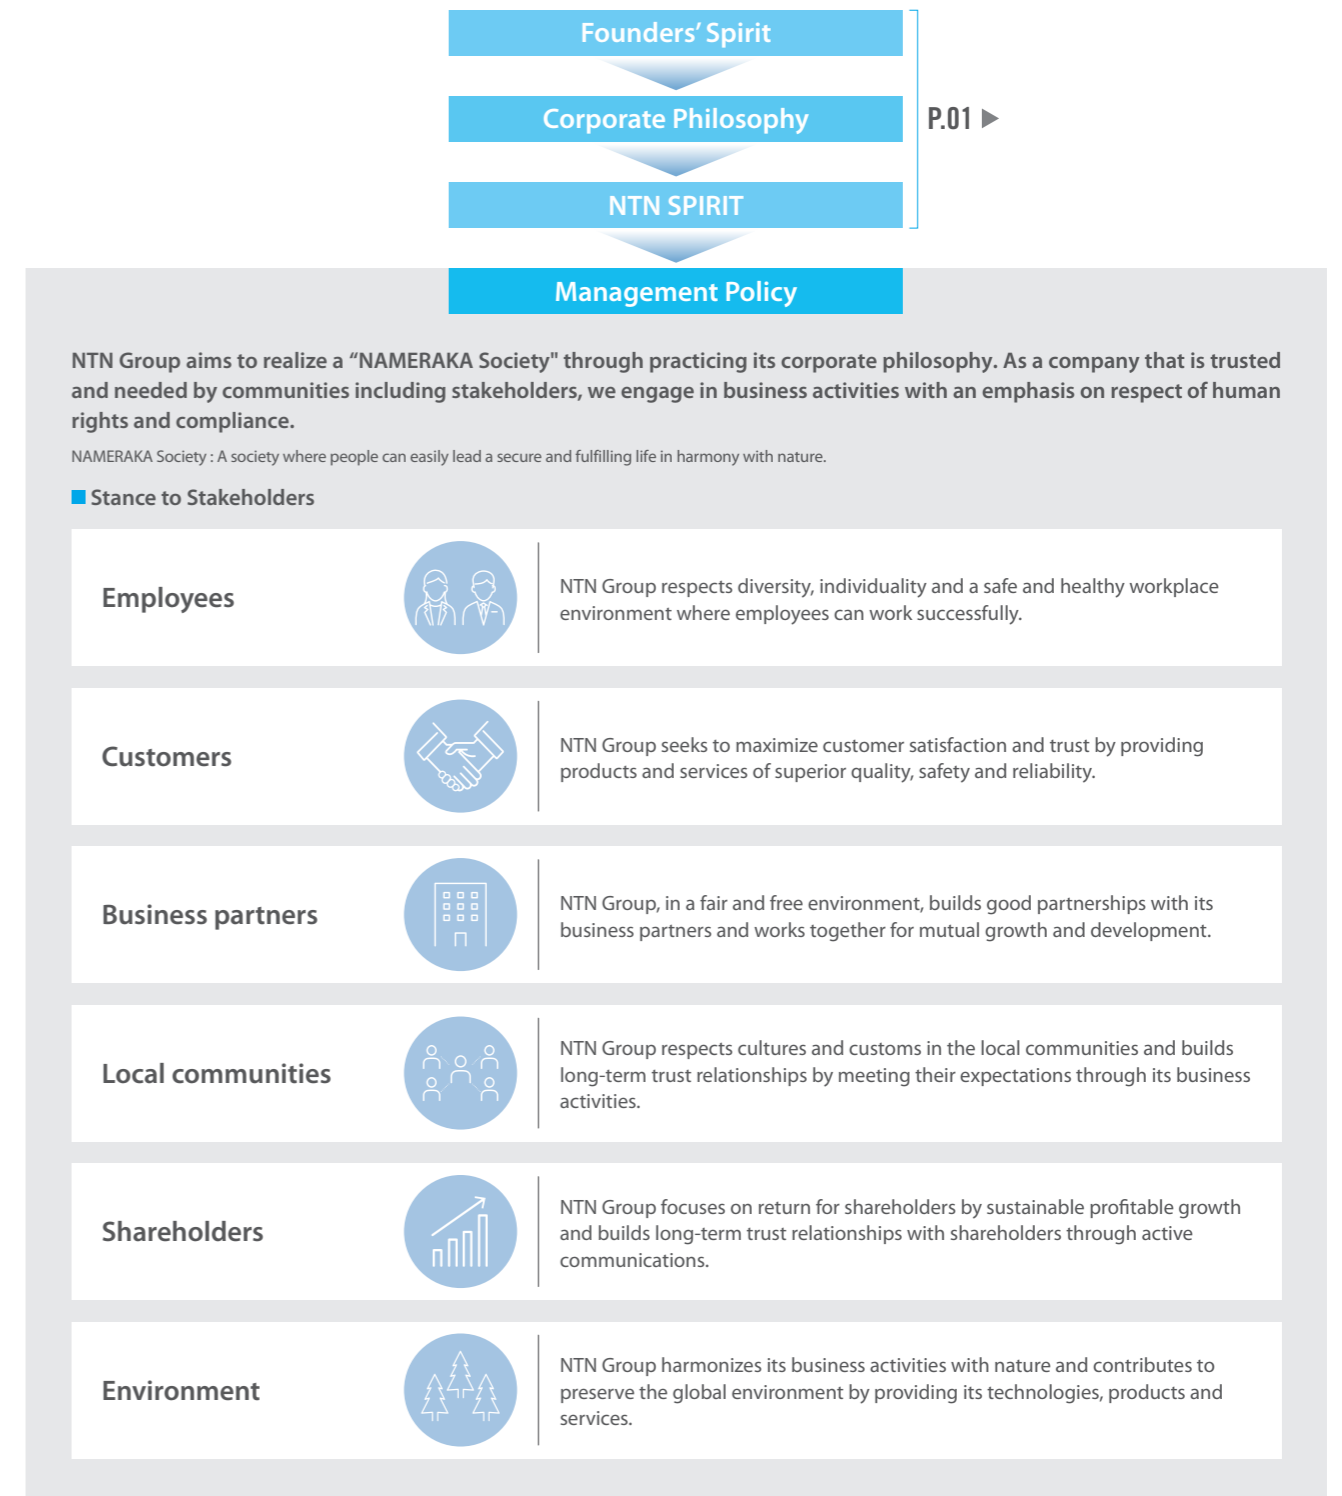 Founders’ Spirit
Corporate Philosophy
P.01
NTN SPIRIT
Management Policy
NTN Group aims to realize a “NAMERAKA Society" through practicing its corporate philosophy. As a company that is trusted
and needed by communities including stakeholders, we engage in business activities with an emphasis on respect of human
rights and compliance.
NAMERAKA Society : A society where people can easily lead a secure and fulfilling life in harmony with nature.
Stance to Stakeholders
Employees
NTN Group respects diversity, individuality and a safe and healthy workplace
environment where employees can work successfully.
Customers
NTN Group seeks to maximize customer satisfaction and trust by providing
products and services of superior quality, safety and reliability.
Business partners
NTN Group, in a fair and free environment, builds good partnerships with its
business partners and works together for mutual growth and development.
Local communities
NTN Group respects cultures and customs in the local communities and builds
long-term trust relationships by meeting their expectations through its business
activities.
Shareholders
NTN Group focuses on return for shareholders by sustainable profitable growth
and builds long-term trust relationships with shareholders through active
communications.
Environment
NTN Group harmonizes its business activities with nature and contributes to
preserve the global environment by providing its technologies, products and
services.